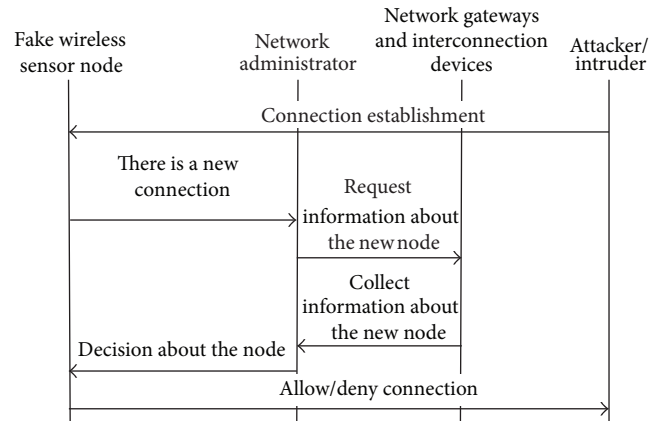 Fake wireless
sensor node
Network
administrator
Network gateways
and interconnection
devices
Attacker/
intruder
Connection establishment
There is a new
connection
Request
information about
the new node
Collect
information about
the new node
Decision about the node
Allow/deny connection